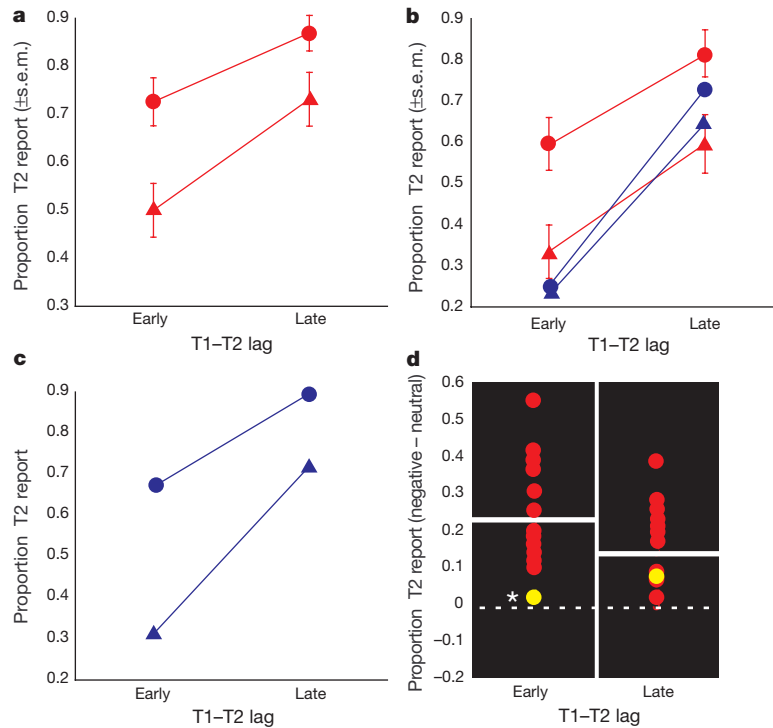 a
Proportion T2 report (±s.e.m.)
0.9
0.8
0.7
0.6
0.5
0.4
0.3
Early
Late
T1–T2 lag
b
Proportion T2 report (±s.e.m.)
0.9
0.8
0.7
0.6
0.5
0.4
0.3
0.2
Early
Late
T1–T2 lag
c
Proportion T2 report
0.9
0.8
0.7
0.6
0.5
0.4
0.3
0.2
Early
Late
T1–T2 lag
d
Proportion T2 report (negative – neutral)
0.6
0.5
0.4
0.3
0.2
0.1
0
–0.1
–0.2
*
Early
Late
T1–T2 lag